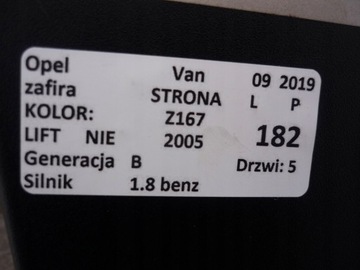 Opel Van 09 2019
zafira STRONA L P
KOLOR: Z167
LIFT NIE 2005 182
Generacja B Drzwi: 5
Silnik 1.8 benz